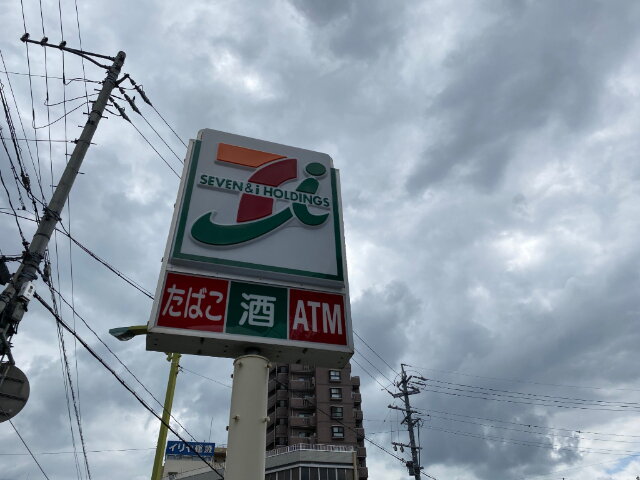 SEVEN & i HOLDINGS
たばこ
酒
ATM